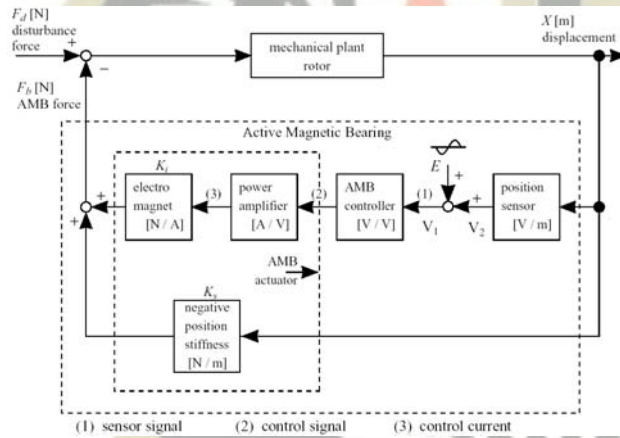 F_d [N]
disturbance
force
+
−
mechanical plant
rotor
X [m]
displacement
F_b [N]
AMB force
Active Magnetic Bearing
K_i
electro
magnet
[N / A]
(3)
power
amplifier
[A / V]
(2)
AMB
controller
[V / V]
(1)
V_1
E
+
+
V_2
position
sensor
[V / m]
+
+
AMB
actuator
K_s
negative
position
stiffness
[N / m]
(1) sensor signal (2) control signal (3) control current